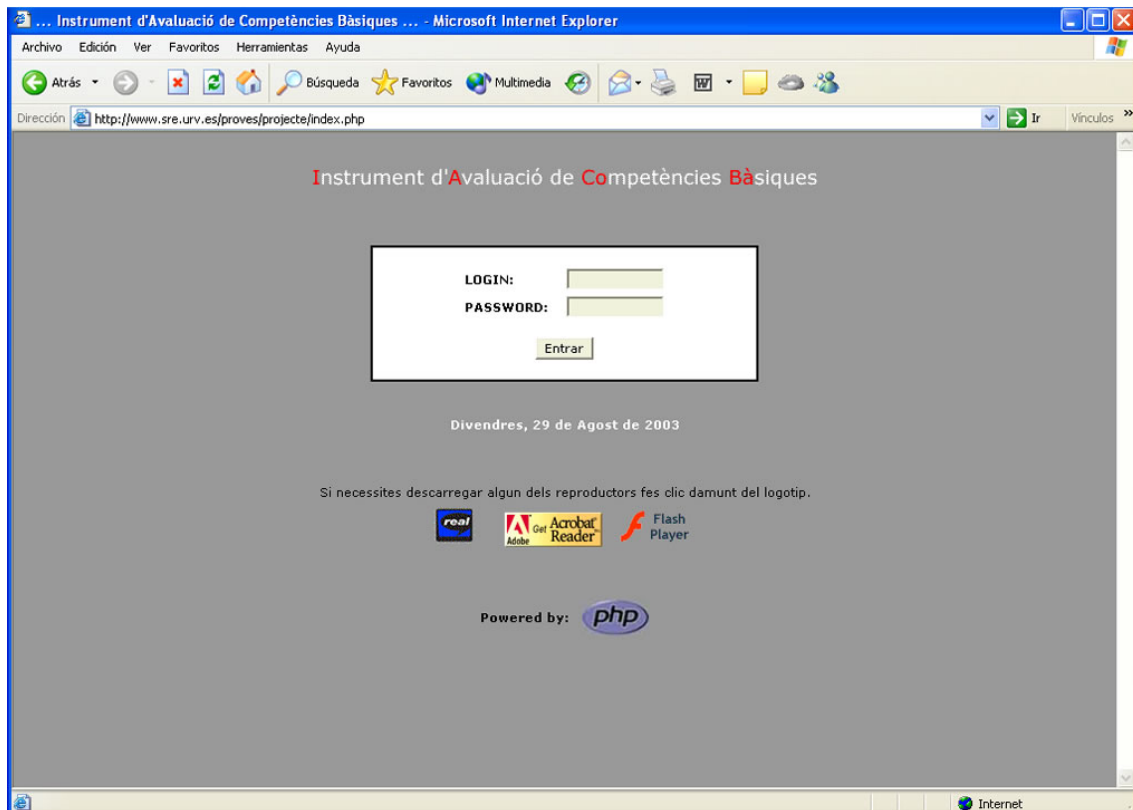 ... Instrument d'Avaluació de Competències Bàsiques ... - Microsoft Internet Explorer
Archivo Edición Ver Favoritos Herramientas Ayuda
Atrás Búsqueda Favoritos Multimedia
Dirección http://www.sre.urv.es/proves/projecte/index.php Ir Vínculos »
Instrument d'Avaluació de Competències Bàsiques
LOGIN:
PASSWORD:
Entrar
Divendres, 29 de Agost de 2003
Si necessites descarregar algun dels reproductors fes clic damunt del logotip.
real Adobe Get Acrobat Reader Flash Player
Powered by: php
Internet